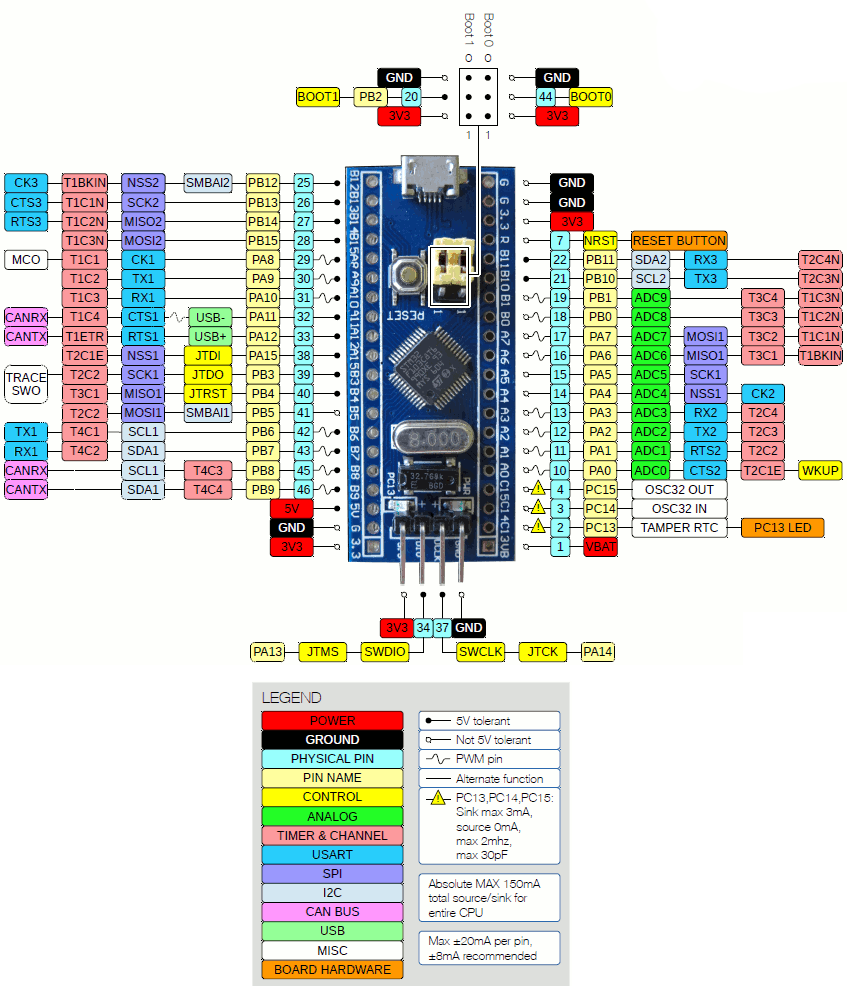 Boot 1 Boot 0
GND GND
BOOT1 PB2 20 44 BOOT0
3V3 3V3
1 1
CK3 T1BKIN NSS2 SMBAI2 PB12 25 GND
CTS3 T1C1N SCK2 PB13 26 GND
RTS3 T1C2N MISO2 PB14 27 3V3
T1C3N MOSI2 PB15 28 7 NRST RESET BUTTON
MCO T1C1 CK1 PA8 29 22 PB11 SDA2 RX3 T2C4N
T1C2 TX1 PA9 30 21 PB10 SCL2 TX3 T2C3N
T1C3 RX1 PA10 31 19 PB1 ADC9 T3C4 T1C3N
CANRX T1C4 CTS1 USB- PA11 32 18 PB0 ADC8 T3C3 T1C2N
CANTX T1ETR RTS1 USB+ PA12 33 17 PA7 ADC7 MOSI1 T3C2 T1C1N
T2C1E NSS1 JTDI PA15 38 16 PA6 ADC6 MISO1 T3C1 T1BKIN
TRACE SWO T2C2 SCK1 JTDO PB3 39 15 PA5 ADC5 SCK1
T3C1 MISO1 JTRST PB4 40 14 PA4 ADC4 NSS1 CK2
T2C2 MOSI1 SMBAI1 PB5 41 13 PA3 ADC3 RX2 T2C4
TX1 T4C1 SCL1 PB6 42 12 PA2 ADC2 TX2 T2C3
RX1 T4C2 SDA1 PB7 43 11 PA1 ADC1 RTS2 T2C2
CANRX SCL1 T4C3 PB8 45 10 PA0 ADC0 CTS2 T2C1E WKUP
CANTX SDA1 T4C4 PB9 46 4 PC15 OSC32 OUT
5V 3 PC14 OSC32 IN
GND 2 PC13 TAMPER RTC PC13 LED
3V3 1 VBAT
B12 B13 B14 B15 A8 A9 A10 A11 A12 A15 B3 B4 B5 B6 B7 B8 B9 5V G 3.3
G G 3.3 R B11 B10 B1 B0 A7 A6 A5 A4 A3 A2 A1 A0 C15 C14 C13 VB
RESET
1 1
8.000
32.768k
PC13 PWR
3V3 34 37 GND
PA13 JTMS SWDIO SWCLK JTCK PA14
LEGEND
POWER
GROUND
PHYSICAL PIN
PIN NAME
CONTROL
ANALOG
TIMER & CHANNEL
USART
SPI
I2C
CAN BUS
USB
MISC
BOARD HARDWARE
5V tolerant
Not 5V tolerant
PWM pin
Alternate function
PC13,PC14,PC15:
Sink max 3mA,
source 0mA,
max 2mhz,
max 30pF
Absolute MAX 150mA
total source/sink for
entire CPU
Max ±20mA per pin,
±8mA recommended